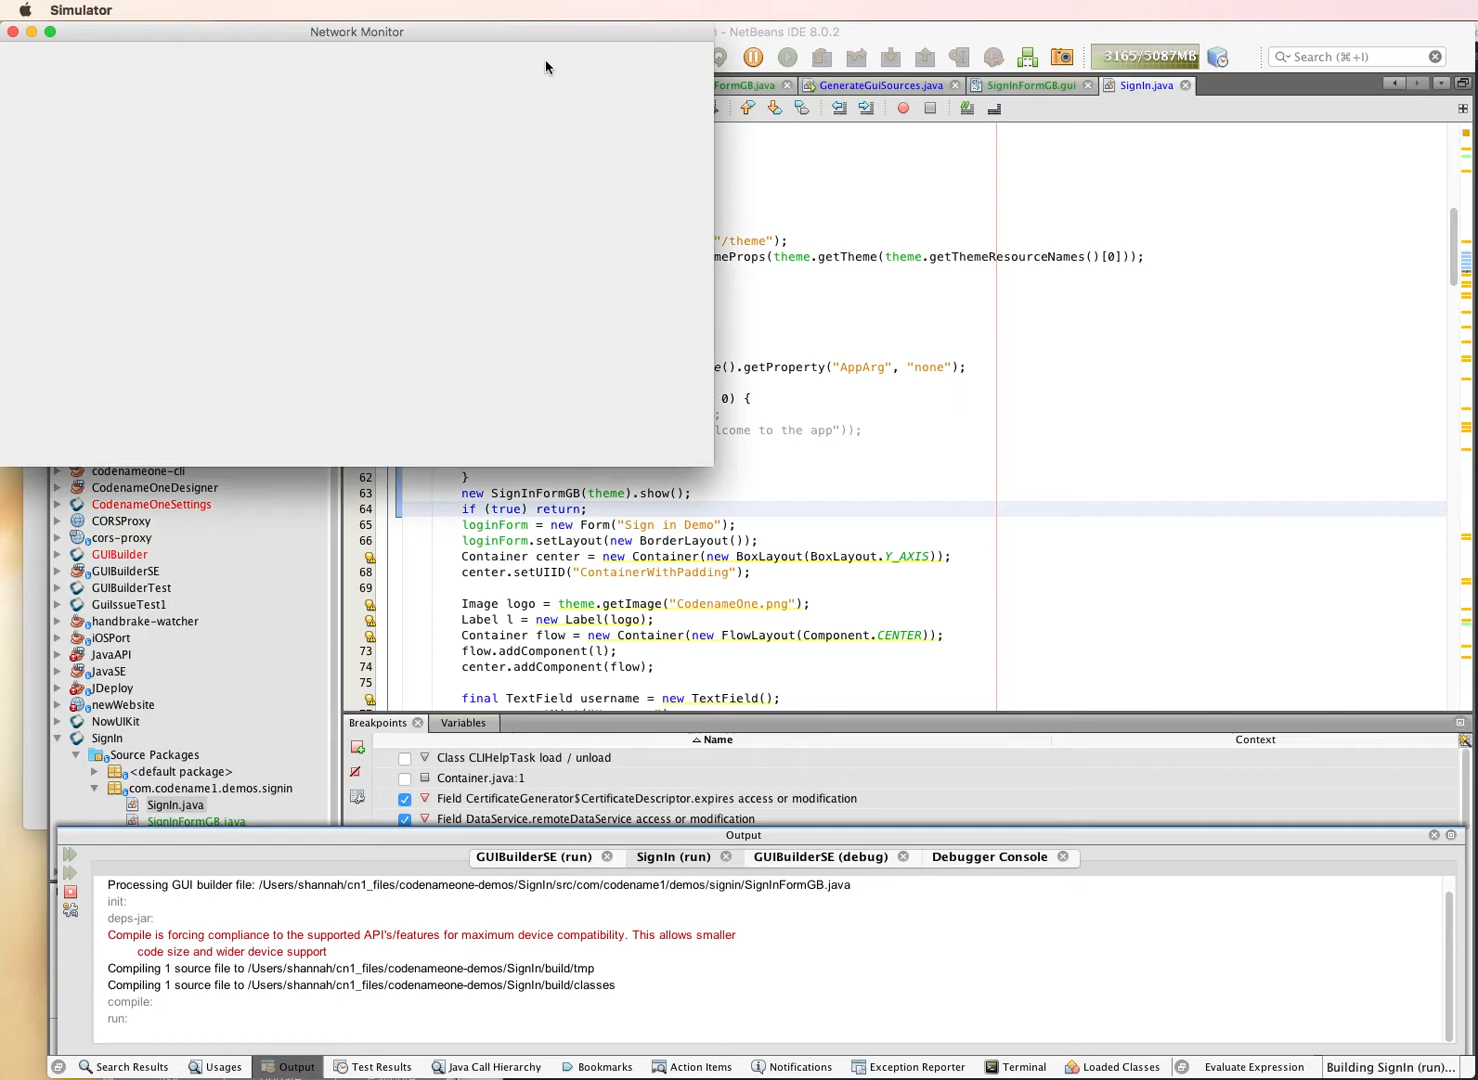 Simulator
Network Monitor
- NetBeans IDE 8.0.2
3165/5087MB
Search (⌘+I)
FormGB.java
GenerateGuiSources.java
SignInFormGB.gui
SignIn.java
"/theme");
meProps(theme.getTheme(theme.getThemeResourceNames()[0]));
e().getProperty("AppArg", "none");
0) {
;
lcome to the app"));
62 }
63 new SignInFormGB(theme).show();
64 if (true) return;
65 loginForm = new Form("Sign in Demo");
66 loginForm.setLayout(new BorderLayout());
Container center = new Container(new BoxLayout(BoxLayout.Y_AXIS));
68 center.setUIID("ContainerWithPadding");
69
Image logo = theme.getImage("CodenameOne.png");
Label l = new Label(logo);
Container flow = new Container(new FlowLayout(Component.CENTER));
73 flow.addComponent(l);
74 center.addComponent(flow);
75
final TextField username = new TextField();
codenameone-cli
CodenameOneDesigner
CodenameOneSettings
CORSProxy
cors-proxy
GUIBuilder
GUIBuilderSE
GUIBuilderTest
GuiIssueTest1
handbrake-watcher
iOSPort
JavaAPI
JavaSE
JDeploy
newWebsite
NowUIKit
SignIn
Source Packages
<default package>
com.codename1.demos.signin
SignIn.java
SignInFormGB.java
Breakpoints
Variables
Name
Context
Class CLIHelpTask load / unload
Container.java:1
Field CertificateGenerator$CertificateDescriptor.expires access or modification
Field DataService.remoteDataService access or modification
Output
GUIBuilderSE (run)
SignIn (run)
GUIBuilderSE (debug)
Debugger Console
Processing GUI builder file: /Users/shannah/cn1_files/codenameone-demos/SignIn/src/com/codename1/demos/signin/SignInFormGB.java
init:
deps-jar:
Compile is forcing compliance to the supported API's/features for maximum device compatibility. This allows smaller
code size and wider device support
Compiling 1 source file to /Users/shannah/cn1_files/codenameone-demos/SignIn/build/tmp
Compiling 1 source file to /Users/shannah/cn1_files/codenameone-demos/SignIn/build/classes
compile:
run:
Search Results
Usages
Output
Test Results
Java Call Hierarchy
Bookmarks
Action Items
Notifications
Exception Reporter
Terminal
Loaded Classes
Evaluate Expression
Building SignIn (run)...